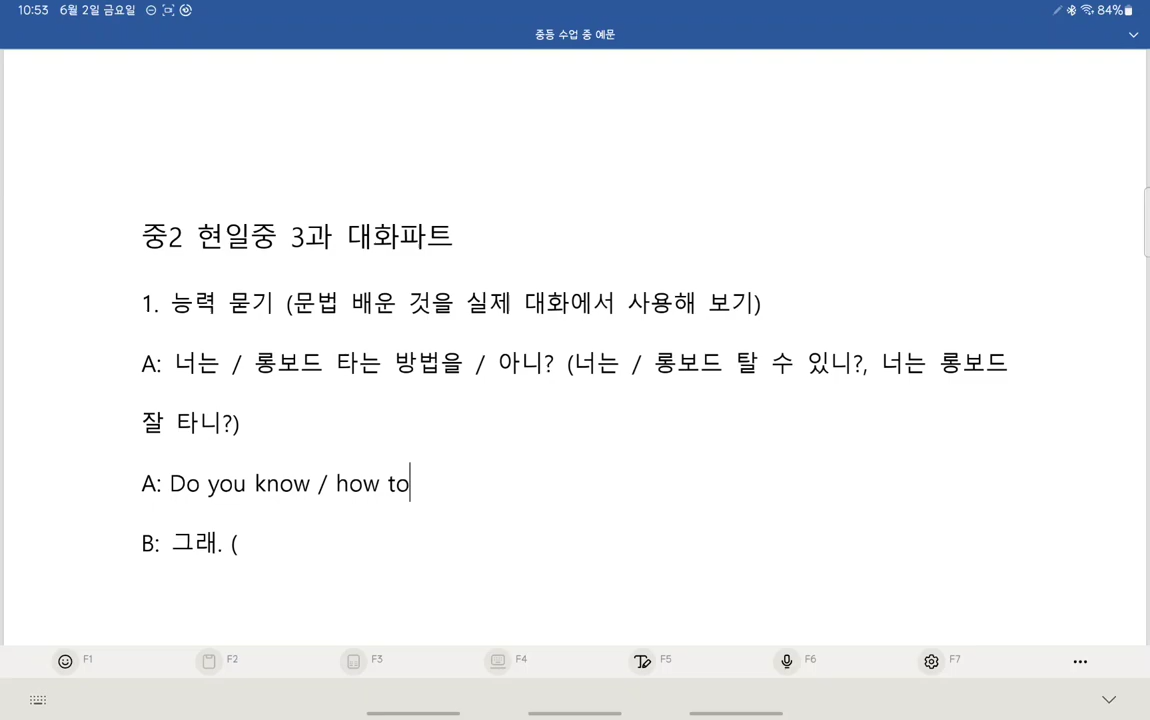 10:53 6월 2일 금요일 84%
중등 수업 중 예문
중2 현일중 3과 대화파트
1. 능력 묻기 (문법 배운 것을 실제 대화에서 사용해 보기)
A: 너는 / 롱보드 타는 방법을 / 아니? (너는 / 롱보드 탈 수 있니?, 너는 롱보드
잘 타니?)
A: Do you know / how to
B: 그래. (
F1 F2 F3 F4 F5 F6 F7